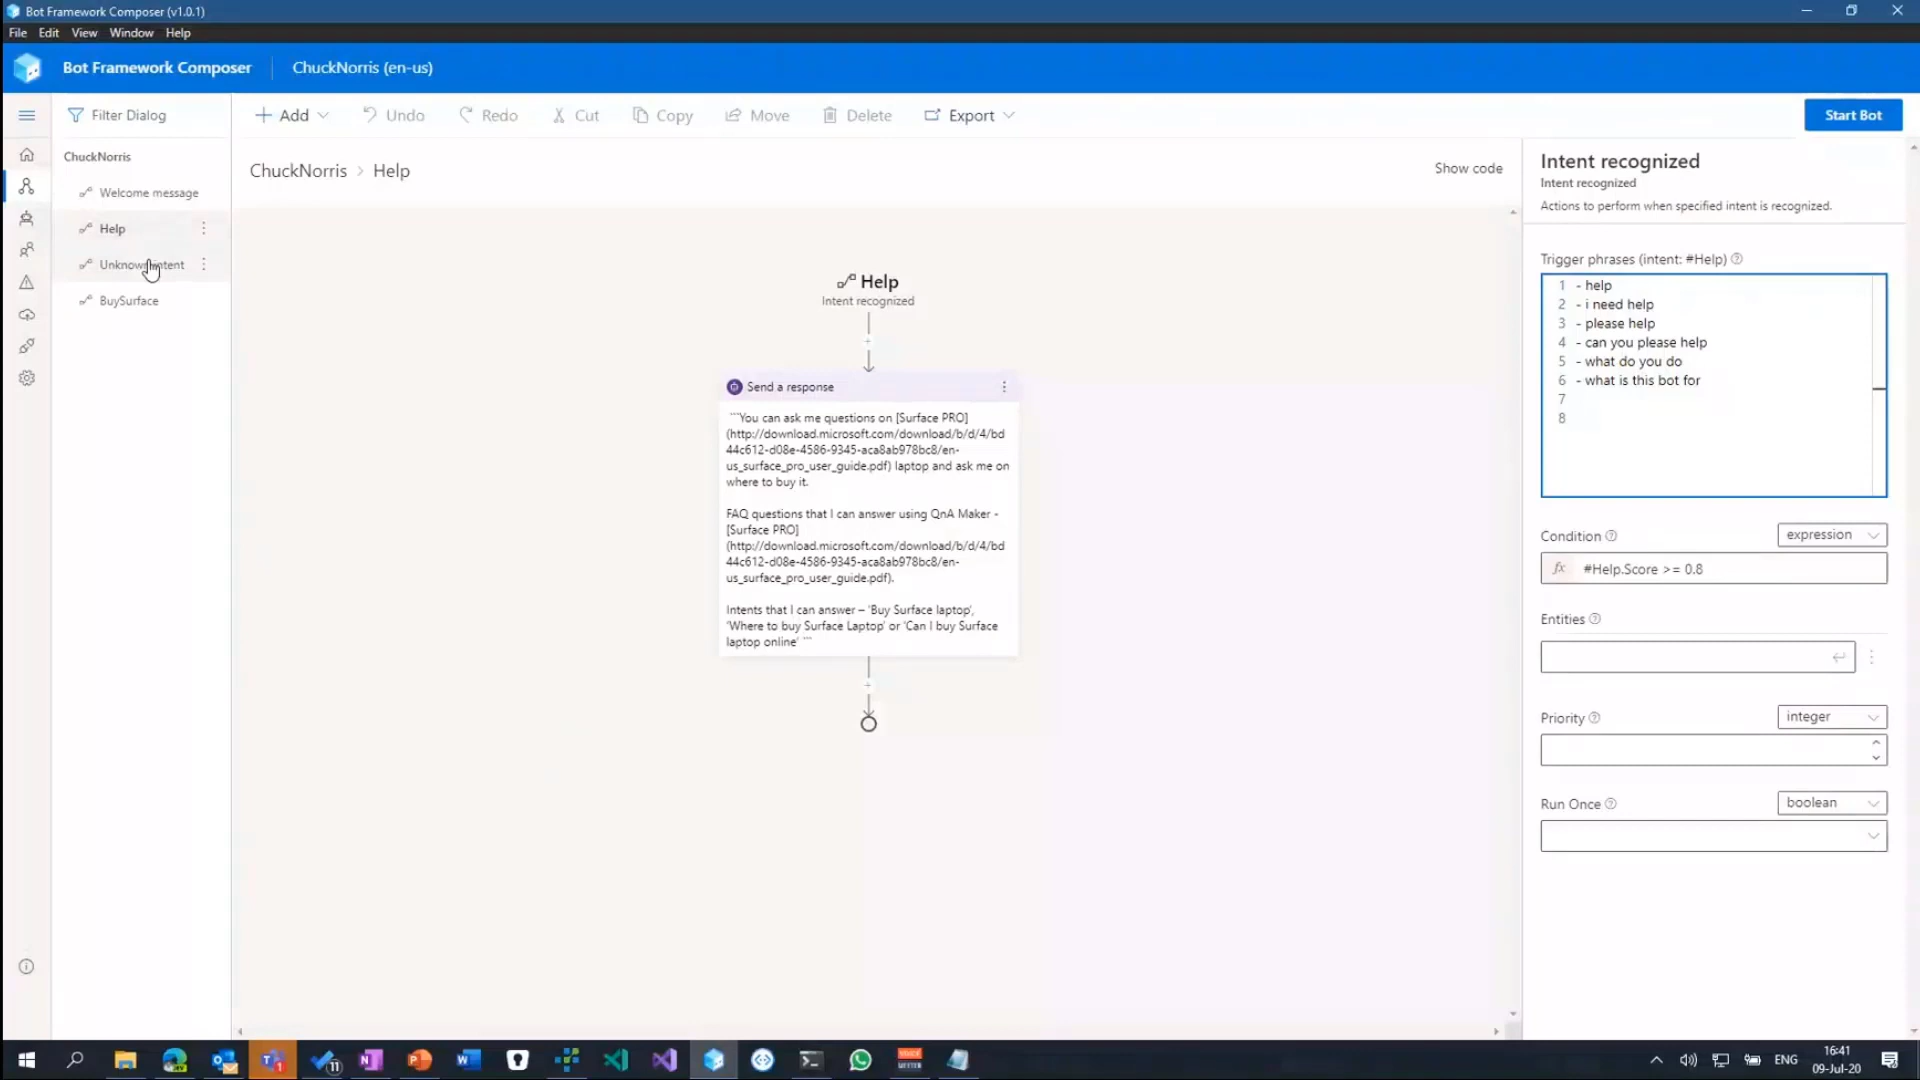 Bot Framework Composer (v1.0.1)
File Edit View Window Help
Bot Framework Composer ChuckNorris (en-us)
Filter Dialog
Add Undo Redo Cut Copy Move Delete Export Start Bot
ChuckNorris
Welcome message
Help
Unknown intent
BuySurface
ChuckNorris > Help
Show code
Help
Intent recognized
Send a response
```You can ask me questions on [Surface PRO]
(http://download.microsoft.com/download/b/d/4/bd
44c612-d08e-4586-9345-aca8ab978bc8/en-
us_surface_pro_user_guide.pdf) laptop and ask me on
where to buy it.
FAQ questions that I can answer using QnA Maker -
[Surface PRO]
(http://download.microsoft.com/download/b/d/4/bd
44c612-d08e-4586-9345-aca8ab978bc8/en-
us_surface_pro_user_guide.pdf).
Intents that I can answer – 'Buy Surface laptop',
'Where to buy Surface Laptop' or 'Can I buy Surface
laptop online' ```
Intent recognized
Intent recognized
Actions to perform when specified intent is recognized.
Trigger phrases (intent: #Help)
1 - help
2 - i need help
3 - please help
4 - can you please help
5 - what do you do
6 - what is this bot for
7
8
Condition expression
fx #Help.Score >= 0.8
Entities
Priority integer
Run Once boolean
11
ENG
16:41
09-Jul-20